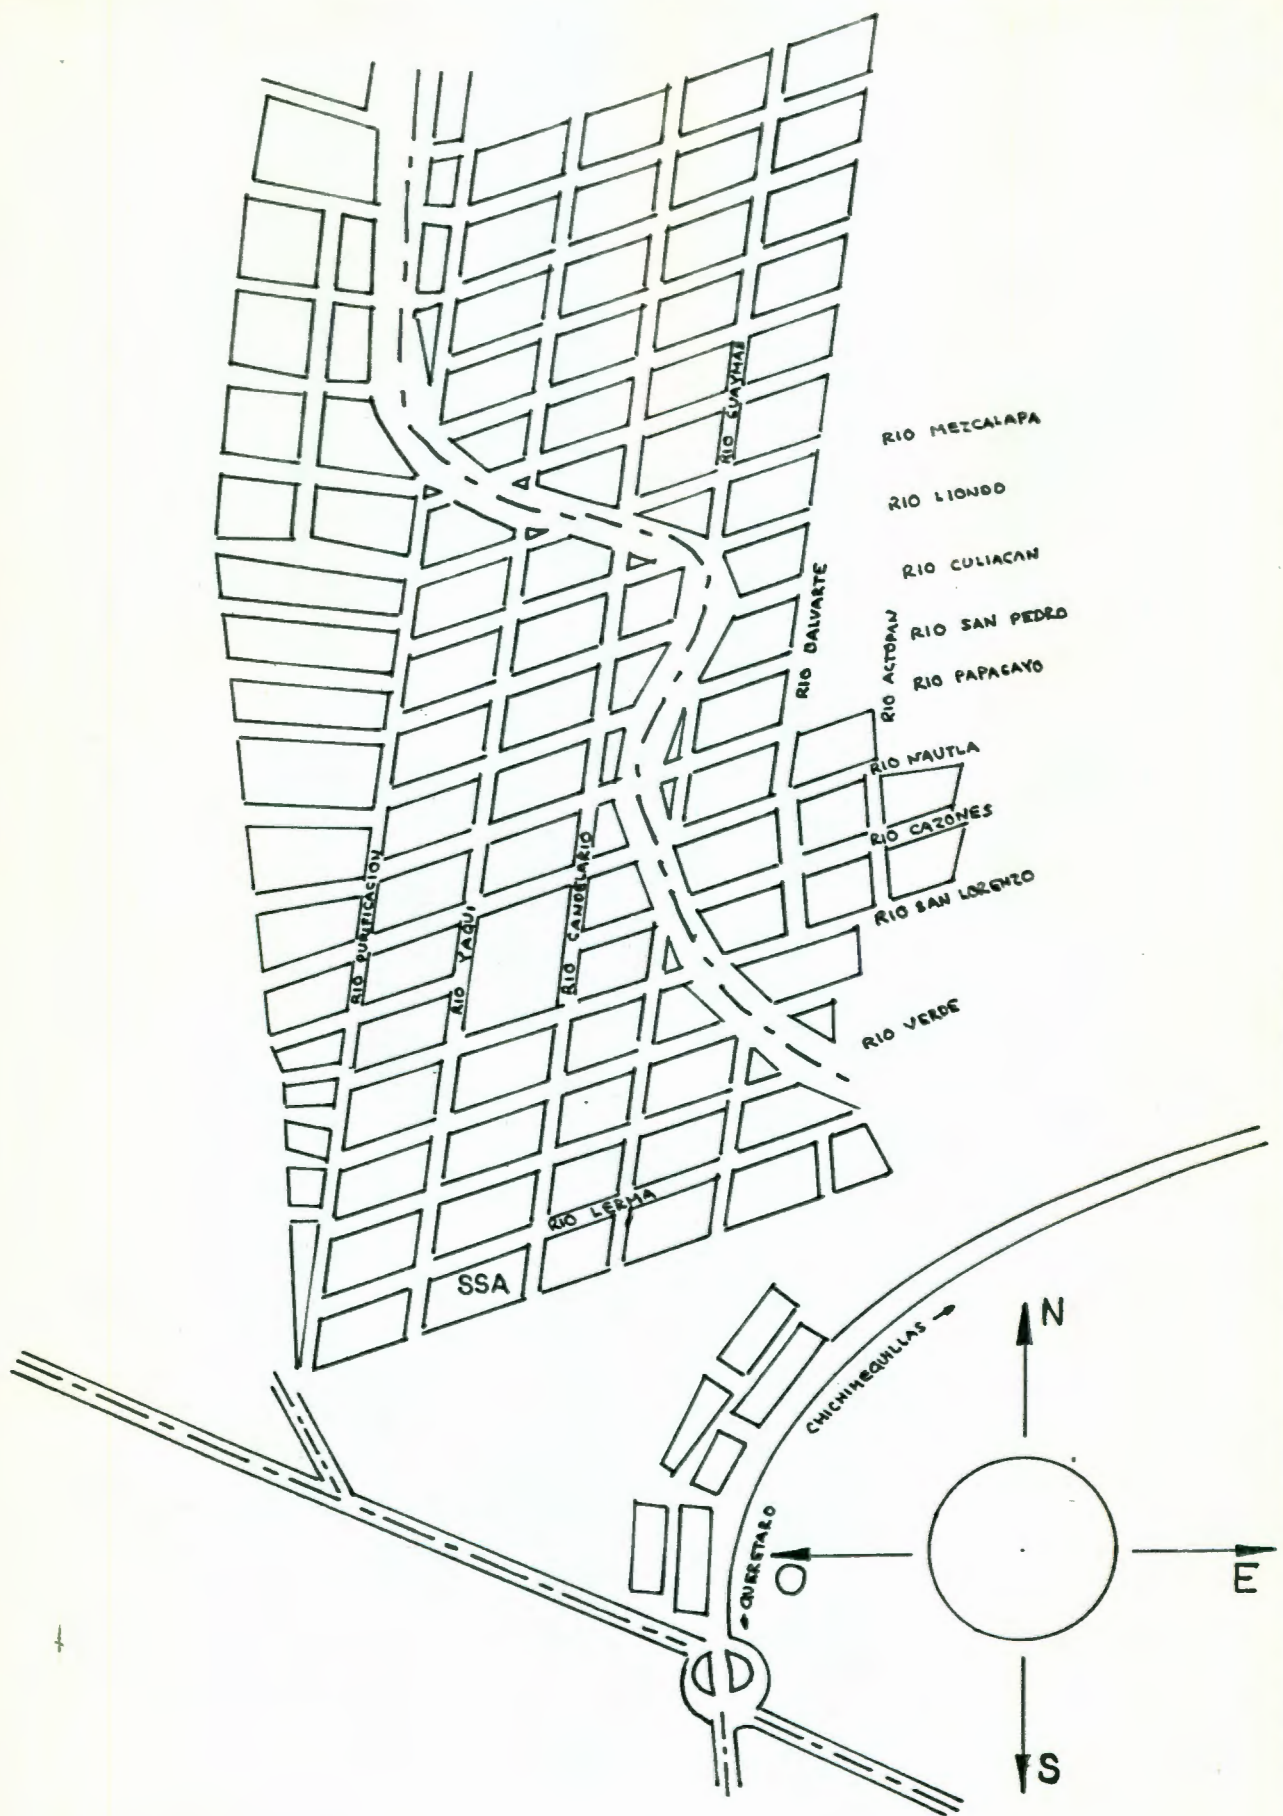 RIO GUAYMAS
RIO MEZCALAPA
RIO LIONDO
RIO CULIACAN
RIO BALVARTE
RIO ACTOPAN
RIO SAN PEDRO
RIO PAPAGAYO
RIO NAUTLA
RIO CAZONES
RIO PURIFICACION
RIO YAQUI
RIO CANDELARIO
RIO SAN LORENZO
RIO VERDE
RIO LERMA
SSA
CHICHIMEQUILLAS
QUERETARO
N
O
E
S